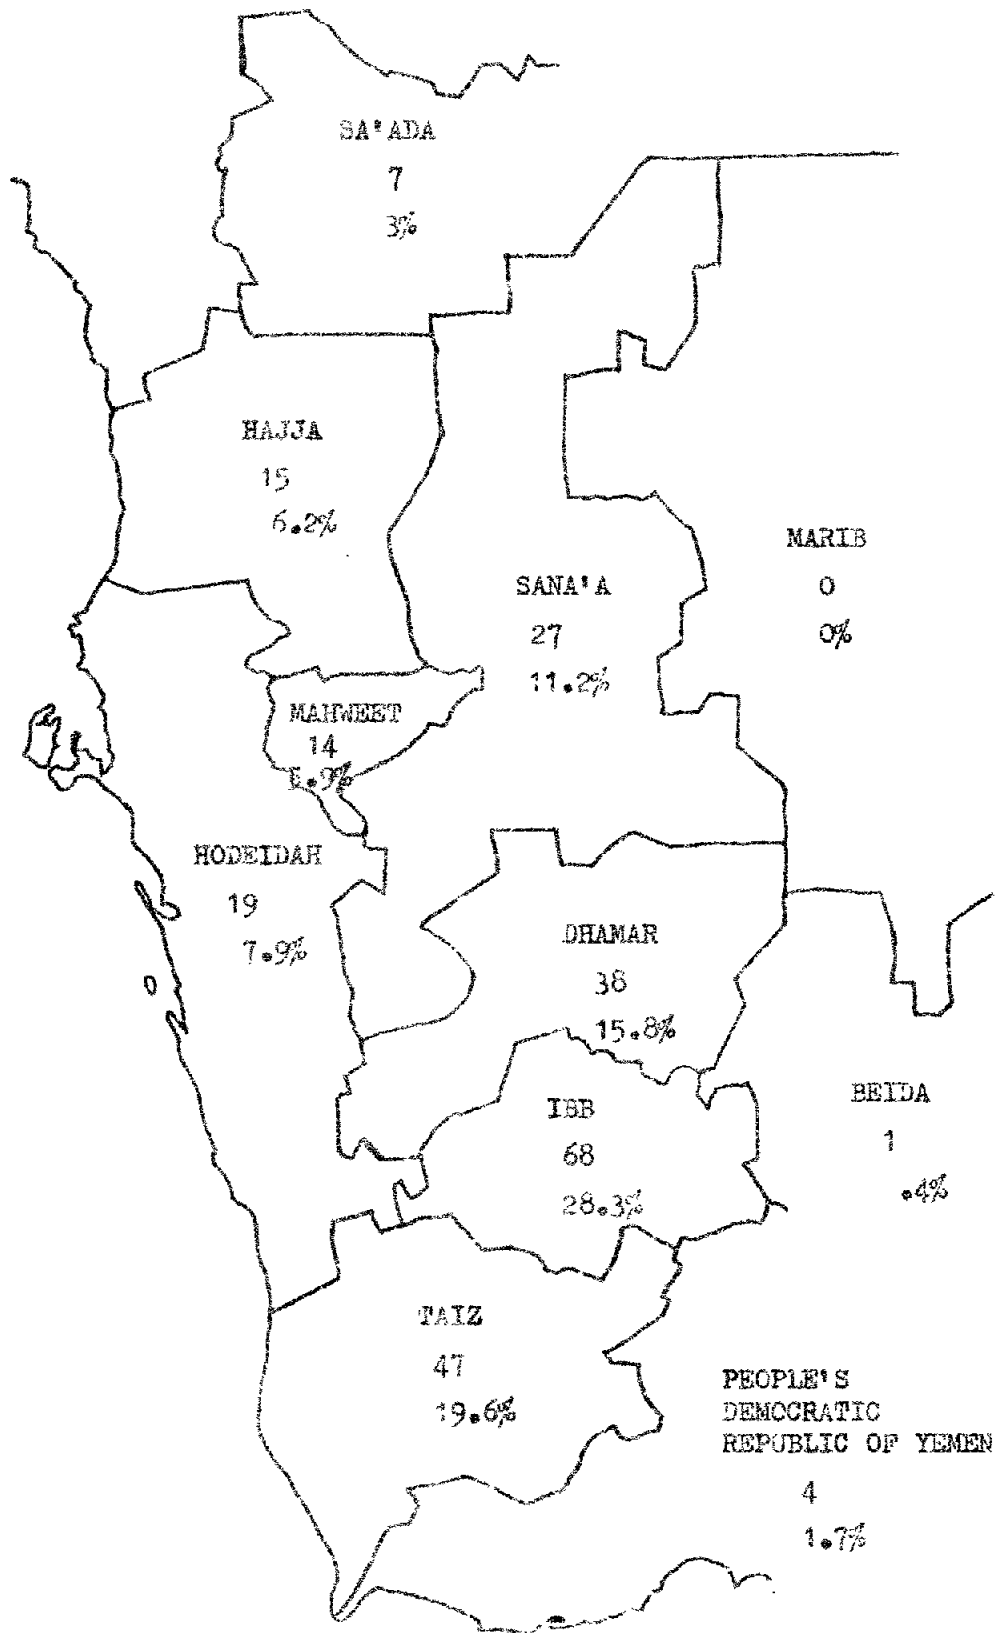 SA'ADA
7
3%
HAJJA
15
6.2%
MARIB
0
0%
SANA'A
27
11.2%
MAHWEET
14
5.9%
HODEIDAH
19
7.9%
DHAMAR
38
15.8%
IBB
68
28.3%
BEIDA
1
.4%
TAIZ
47
19.6%
PEOPLE'S
DEMOCRATIC
REPUBLIC OF YEMEN
4
1.7%